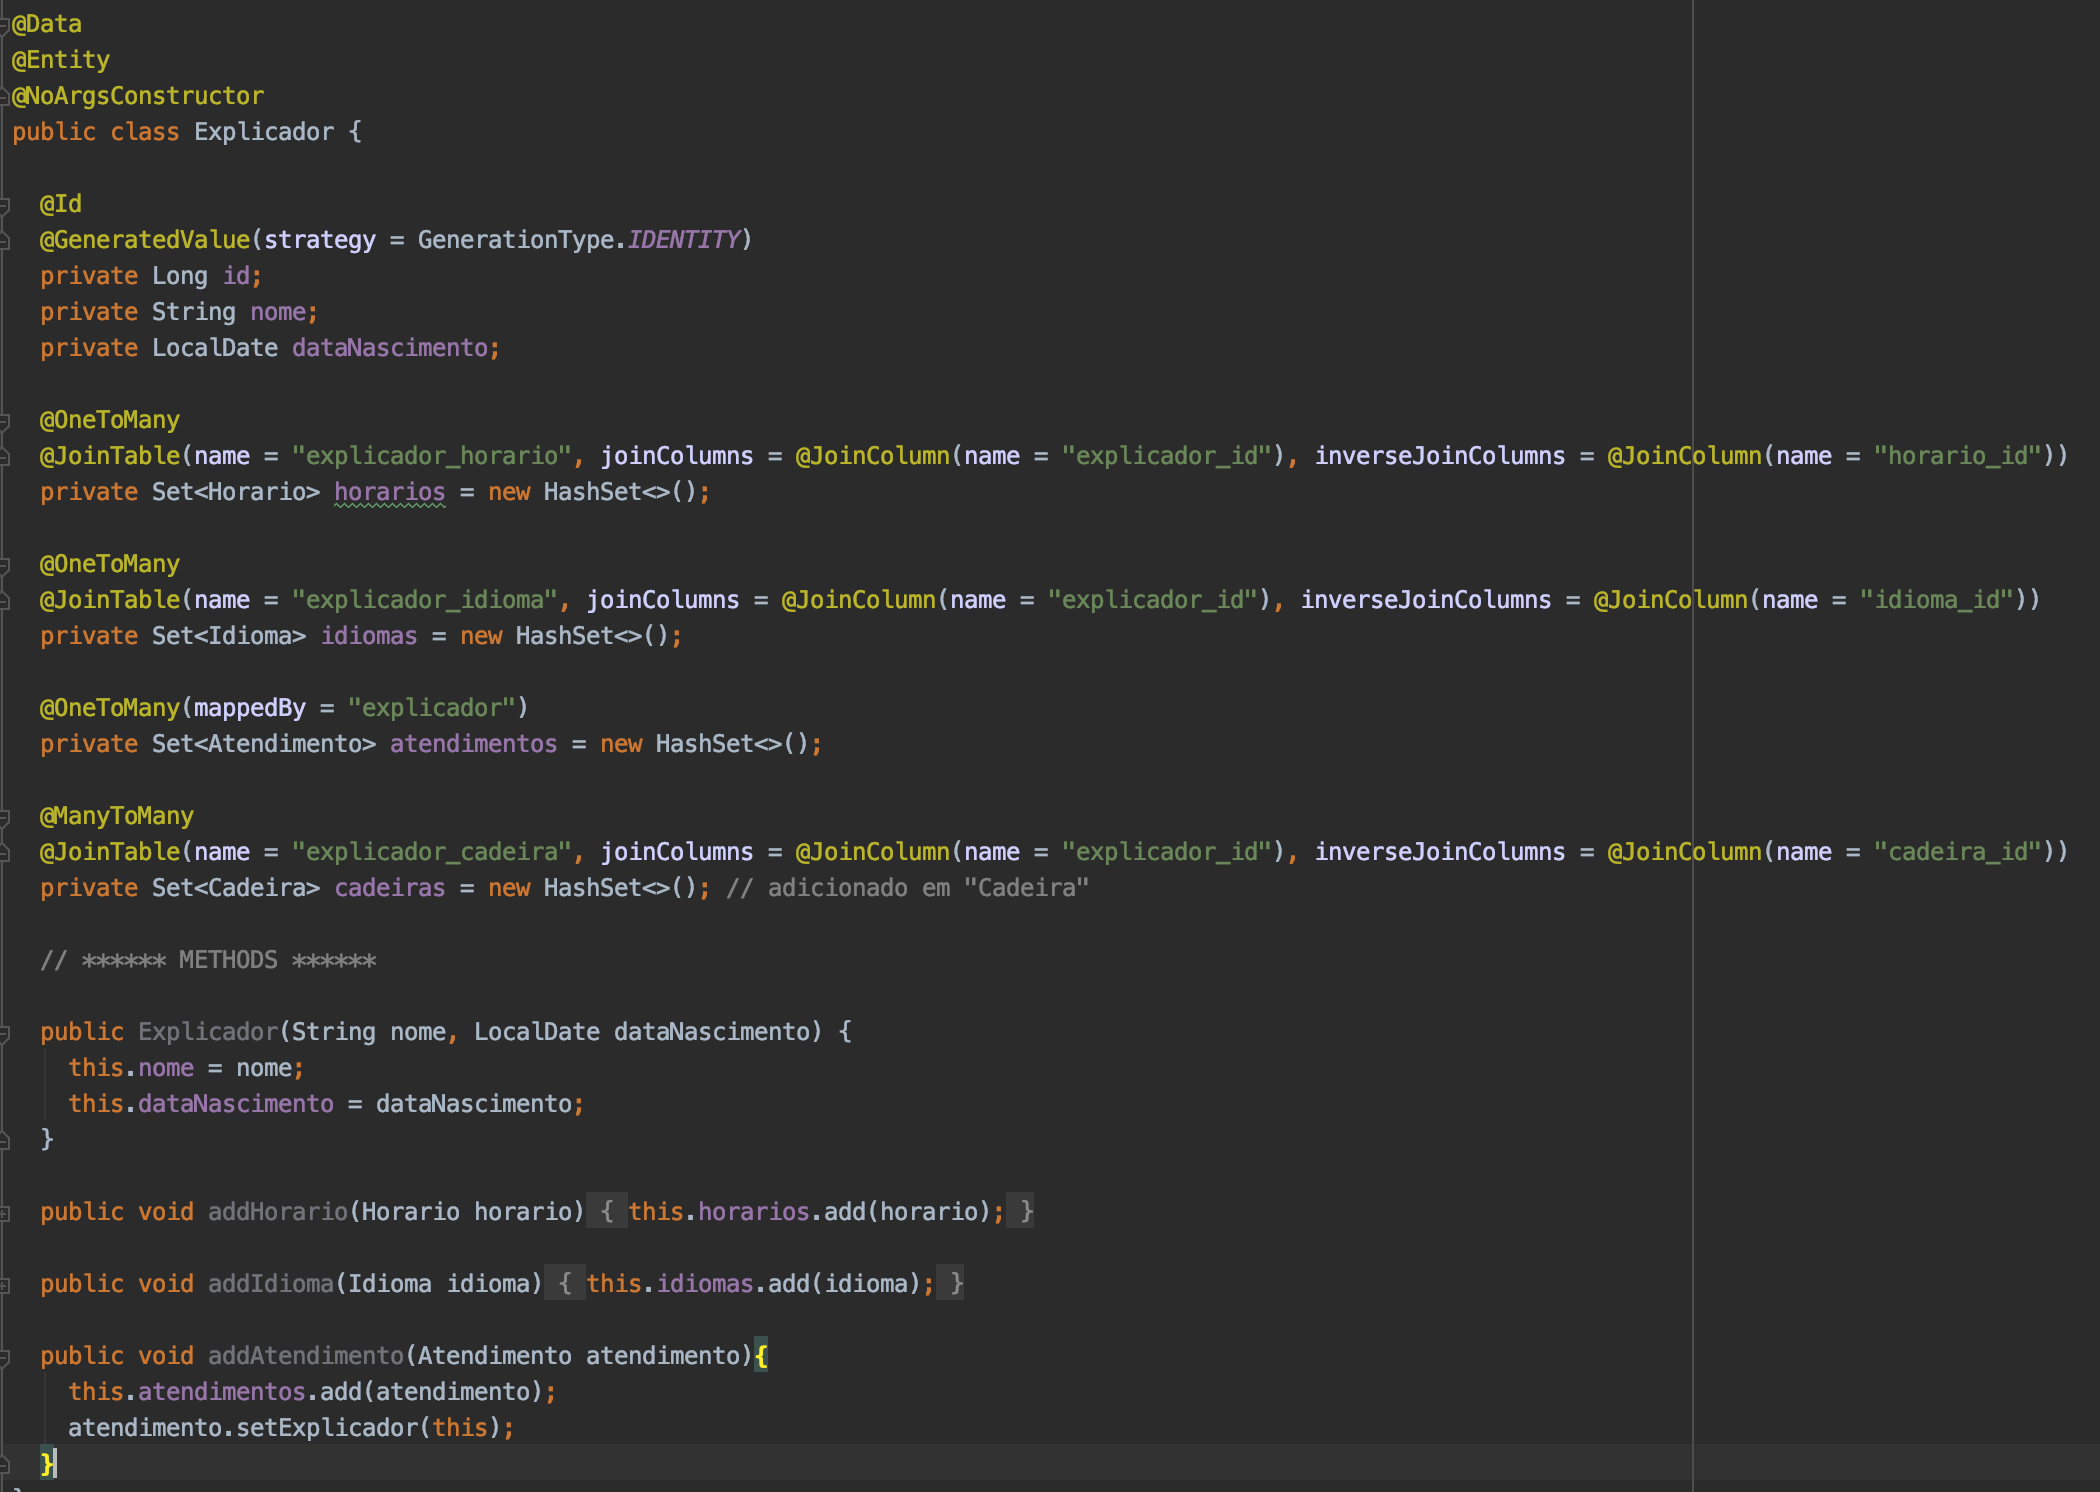 @Data
@Entity
@NoArgsConstructor
public class Explicador {
@Id
@GeneratedValue(strategy = GenerationType.IDENTITY)
private Long id;
private String nome;
private LocalDate dataNascimento;
@OneToMany
@JoinTable(name = "explicador_horario", joinColumns = @JoinColumn(name = "explicador_id"), inverseJoinColumns = @JoinColumn(name = "horario_id"))
private Set<Horario> horarios = new HashSet<>();
@OneToMany
@JoinTable(name = "explicador_idioma", joinColumns = @JoinColumn(name = "explicador_id"), inverseJoinColumns = @JoinColumn(name = "idioma_id"))
private Set<Idioma> idiomas = new HashSet<>();
@OneToMany(mappedBy = "explicador")
private Set<Atendimento> atendimentos = new HashSet<>();
@ManyToMany
@JoinTable(name = "explicador_cadeira", joinColumns = @JoinColumn(name = "explicador_id"), inverseJoinColumns = @JoinColumn(name = "cadeira_id"))
private Set<Cadeira> cadeiras = new HashSet<>(); // adicionado em "Cadeira"
// ****** METHODS ******
public Explicador(String nome, LocalDate dataNascimento) {
this.nome = nome;
this.dataNascimento = dataNascimento;
}
public void addHorario(Horario horario) { this.horarios.add(horario); }
public void addIdioma(Idioma idioma) { this.idiomas.add(idioma); }
public void addAtendimento(Atendimento atendimento){
this.atendimentos.add(atendimento);
atendimento.setExplicador(this);
}